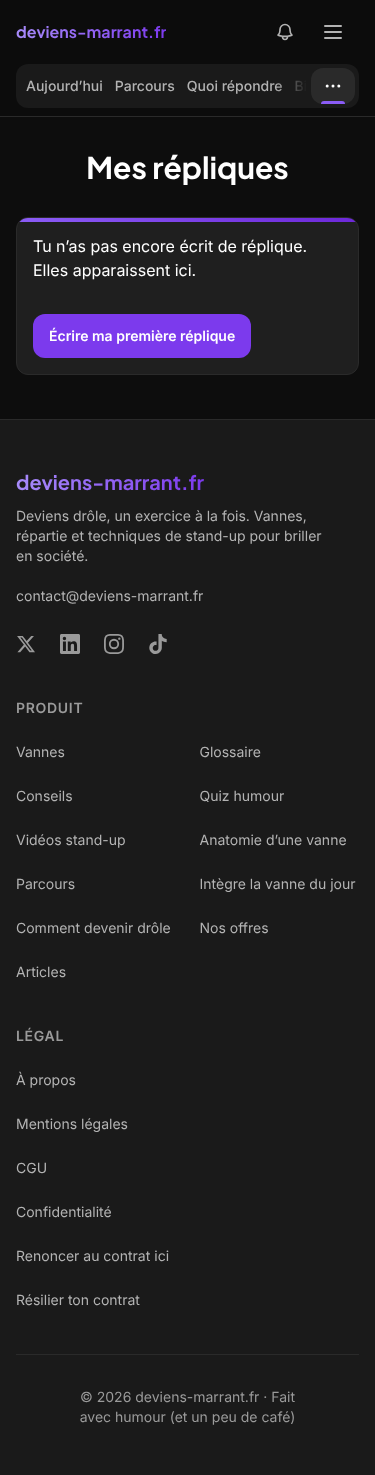 deviens-marrant.fr
Aujourd’hui Parcours Quoi répondre
Mes répliques
Tu n’as pas encore écrit de réplique.
Elles apparaissent ici.
Écrire ma première réplique
deviens-marrant.fr
Deviens drôle, un exercice à la fois. Vannes,
répartie et techniques de stand-up pour briller
en société.
contact@deviens-marrant.fr
PRODUIT
Vannes Glossaire
Conseils Quiz humour
Vidéos stand-up Anatomie d’une vanne
Parcours Intègre la vanne du jour
Comment devenir drôle Nos offres
Articles
LÉGAL
À propos
Mentions légales
CGU
Confidentialité
Renoncer au contrat ici
Résilier ton contrat
© 2026 deviens-marrant.fr · Fait
avec humour (et un peu de café)